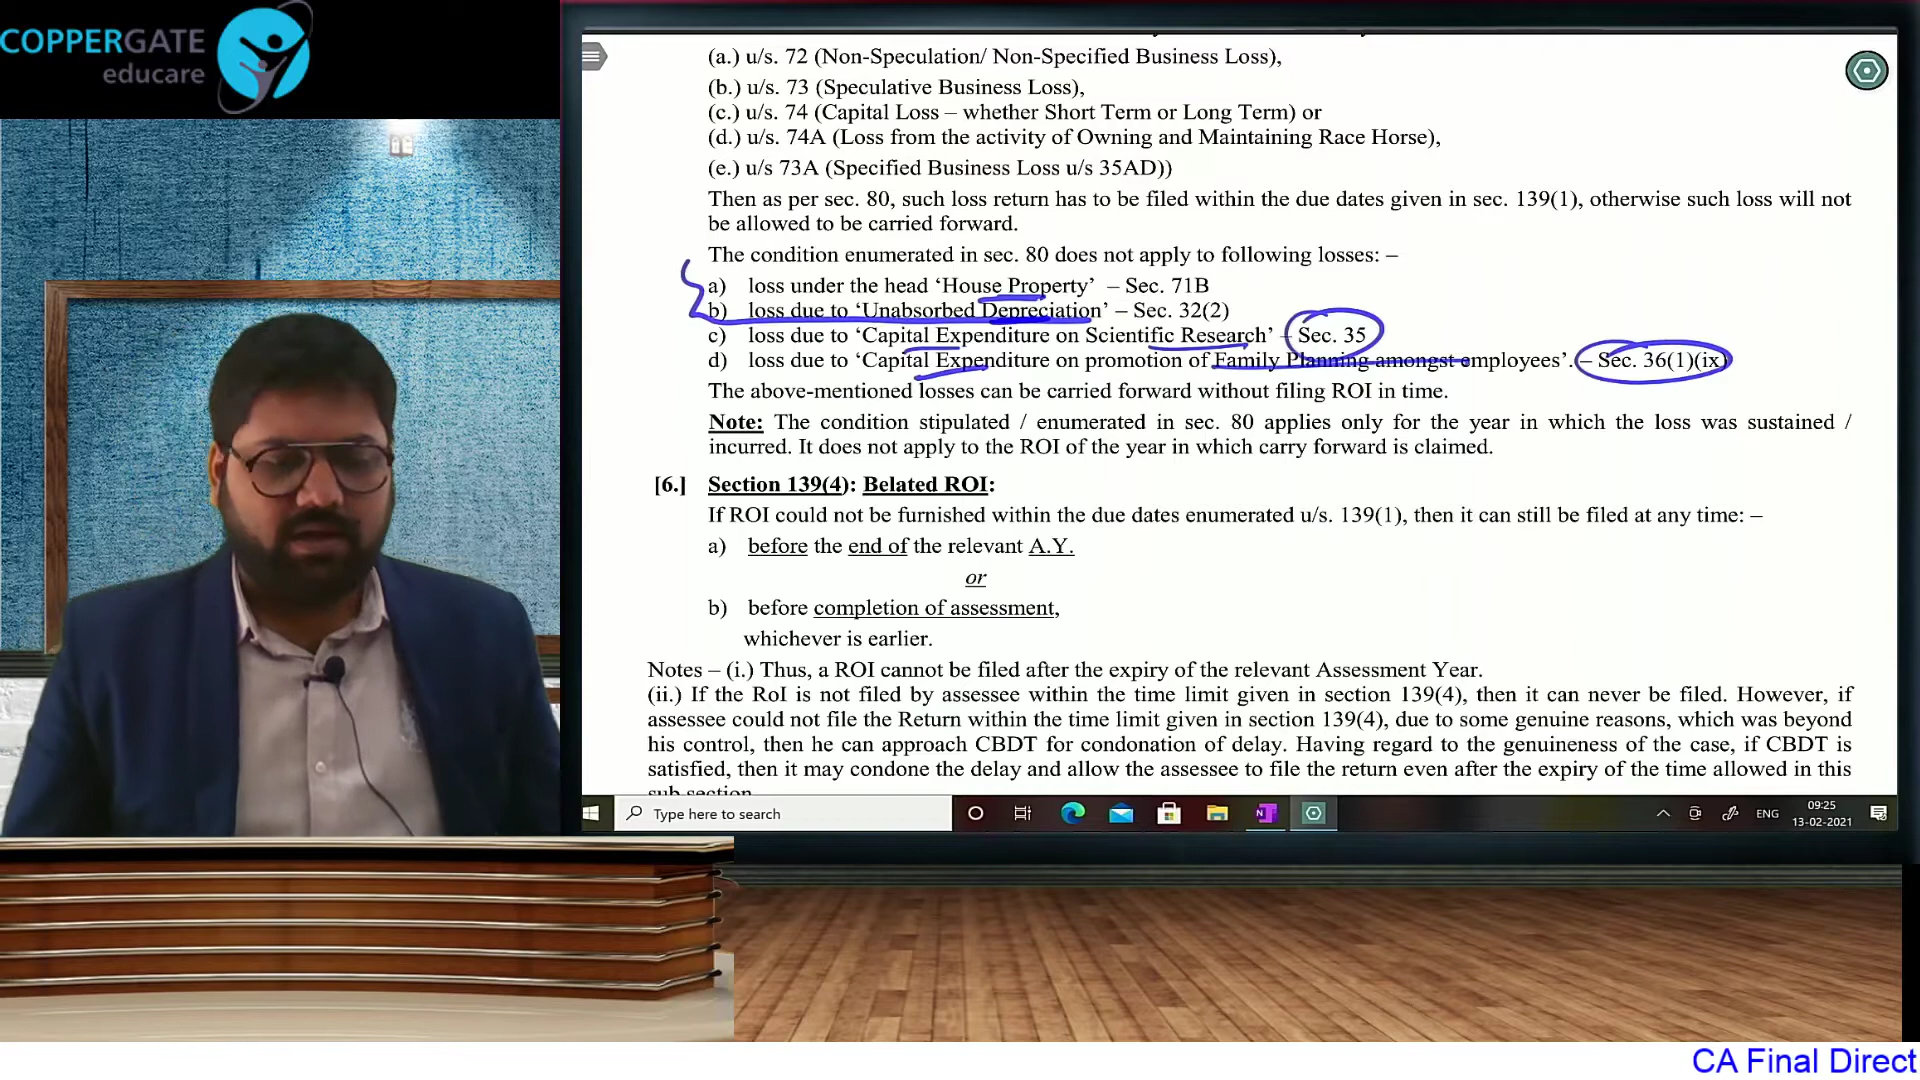 COPPERGATE
educare
(a.) u/s. 72 (Non-Speculation/ Non-Specified Business Loss),
(b.) u/s. 73 (Speculative Business Loss),
(c.) u/s. 74 (Capital Loss – whether Short Term or Long Term) or
(d.) u/s. 74A (Loss from the activity of Owning and Maintaining Race Horse),
(e.) u/s 73A (Specified Business Loss u/s 35AD))
Then as per sec. 80, such loss return has to be filed within the due dates given in sec. 139(1), otherwise such loss will not
be allowed to be carried forward.
The condition enumerated in sec. 80 does not apply to following losses: –
a) loss under the head ‘House Property’ – Sec. 71B
b) loss due to ‘Unabsorbed Depreciation’ – Sec. 32(2)
c) loss due to ‘Capital Expenditure on Scientific Research’ – Sec. 35
d) loss due to ‘Capital Expenditure on promotion of Family Planning amongst employees’. – Sec. 36(1)(ix)
The above-mentioned losses can be carried forward without filing ROI in time.
Note: The condition stipulated / enumerated in sec. 80 applies only for the year in which the loss was sustained /
incurred. It does not apply to the ROI of the year in which carry forward is claimed.
[6.] Section 139(4): Belated ROI:
If ROI could not be furnished within the due dates enumerated u/s. 139(1), then it can still be filed at any time: –
a) before the end of the relevant A.Y.
or
b) before completion of assessment,
whichever is earlier.
Notes – (i.) Thus, a ROI cannot be filed after the expiry of the relevant Assessment Year.
(ii.) If the RoI is not filed by assessee within the time limit given in section 139(4), then it can never be filed. However, if
assessee could not file the Return within the time limit given in section 139(4), due to some genuine reasons, which was beyond
his control, then he can approach CBDT for condonation of delay. Having regard to the genuineness of the case, if CBDT is
satisfied, then it may condone the delay and allow the assessee to file the return even after the expiry of the time allowed in this
sub section
Type here to search
ENG
09:25
13-02-2021
CA Final Direct